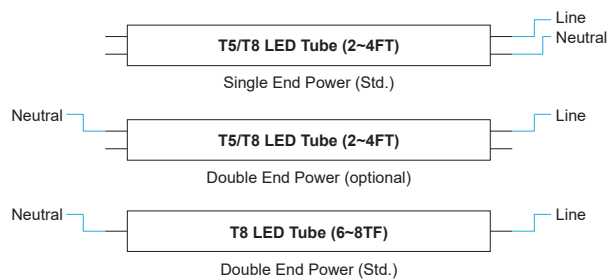 Line
T5/T8 LED Tube (2~4FT)
Neutral
Single End Power (Std.)
Neutral
Line
T5/T8 LED Tube (2~4FT)
Double End Power (optional)
Neutral
Line
T8 LED Tube (6~8TF)
Double End Power (Std.)